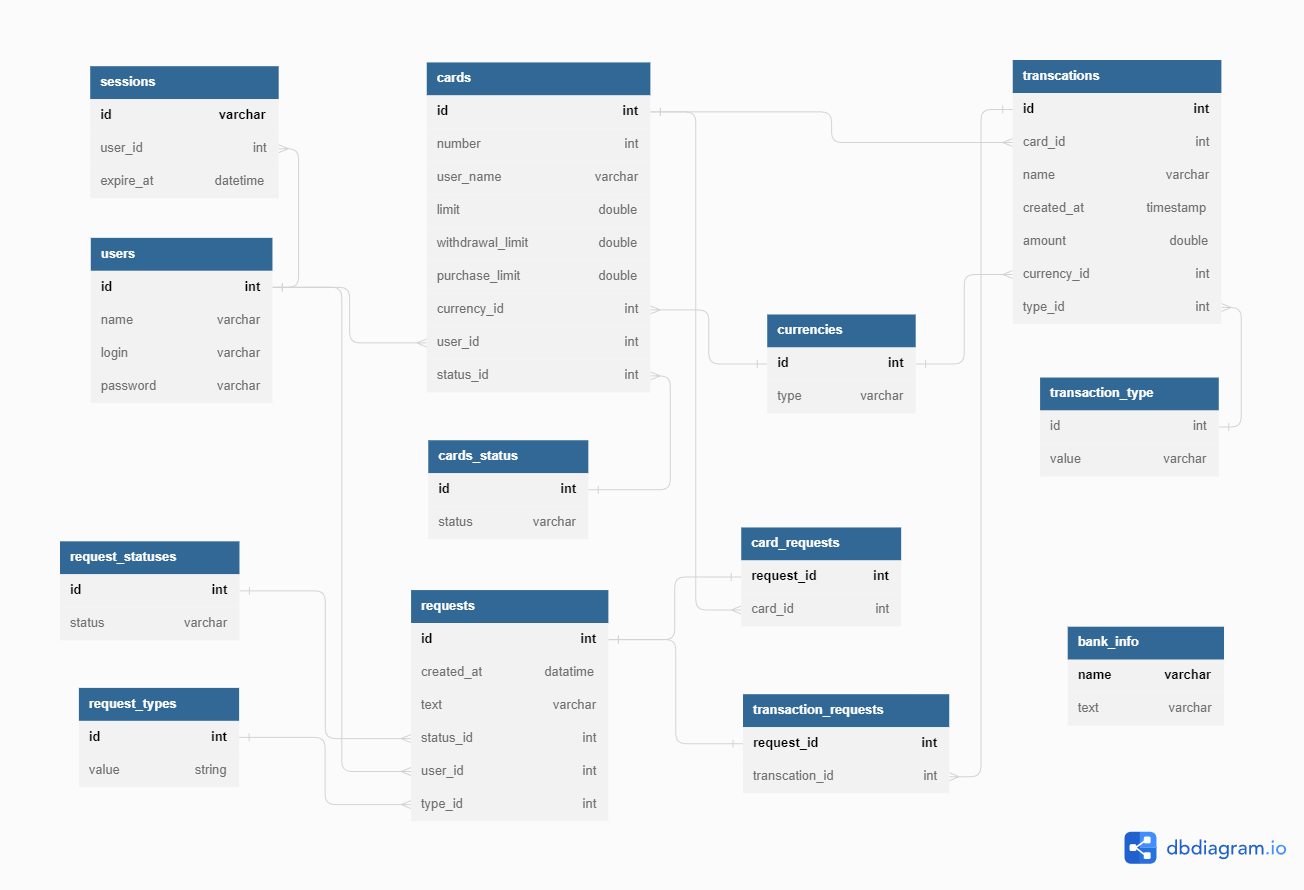 sessions
id varchar
user_id int
expire_at datetime
users
id int
name varchar
login varchar
password varchar
cards
id int
number int
user_name varchar
limit double
withdrawal_limit double
purchase_limit double
currency_id int
user_id int
status_id int
cards_status
id int
status varchar
currencies
id int
type varchar
transcations
id int
card_id int
name varchar
created_at timestamp
amount double
currency_id int
type_id int
transaction_type
id int
value varchar
request_statuses
id int
status varchar
request_types
id int
value string
requests
id int
created_at datatime
text varchar
status_id int
user_id int
type_id int
card_requests
request_id int
card_id int
transaction_requests
request_id int
transcation_id int
bank_info
name varchar
text varchar
dbdiagram.io